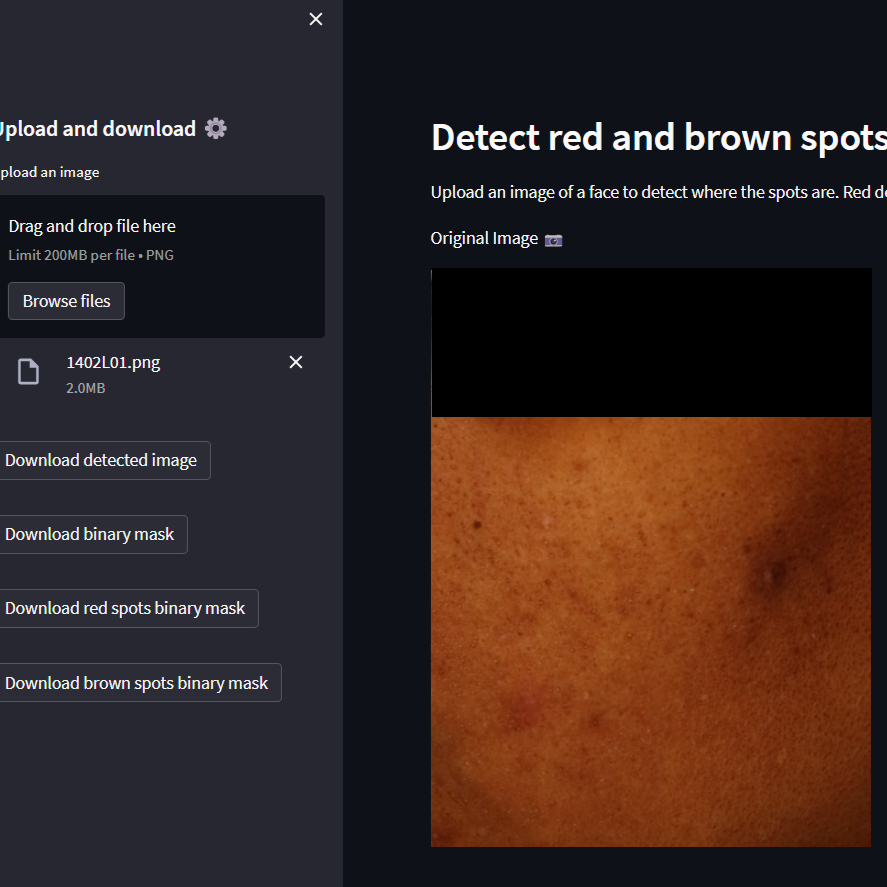 Upload and download
Upload an image
Drag and drop file here
Limit 200MB per file • PNG
Browse files
1402L01.png
2.0MB
Download detected image
Download binary mask
Download red spots binary mask
Download brown spots binary mask
Detect red and brown spots
Upload an image of a face to detect where the spots are. Red
Original Image